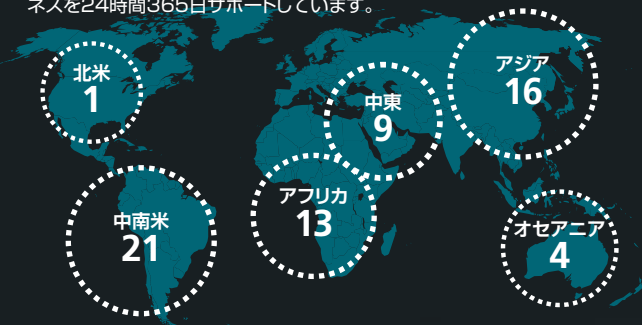 ネスを24時間365日サポートしています。
北米
1
アジア
16
中東
9
アフリカ
13
中南米
21
オセアニア
4